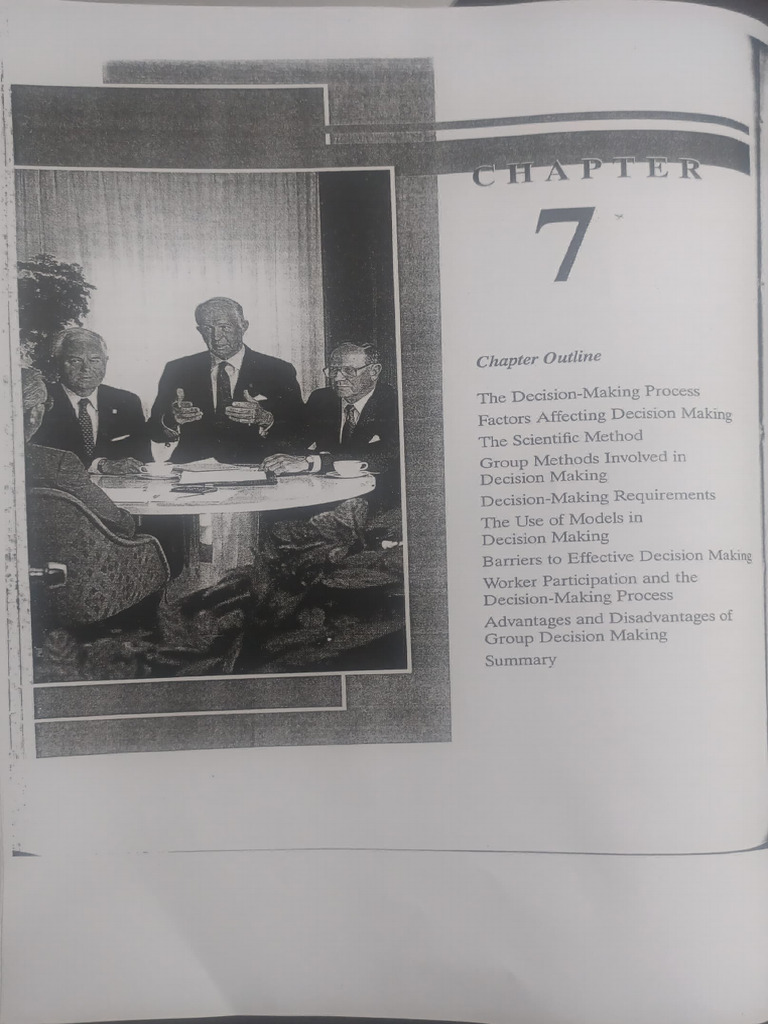 CHAPTER
7
Chapter Outline
The Decision-Making Process
Factors Affecting Decision Making
The Scientific Method
Group Methods Involved in
Decision Making
Decision-Making Requirements
The Use of Models in
Decision Making
Barriers to Effective Decision Making
Worker Participation and the
Decision-Making Process
Advantages and Disadvantages of
Group Decision Making
Summary